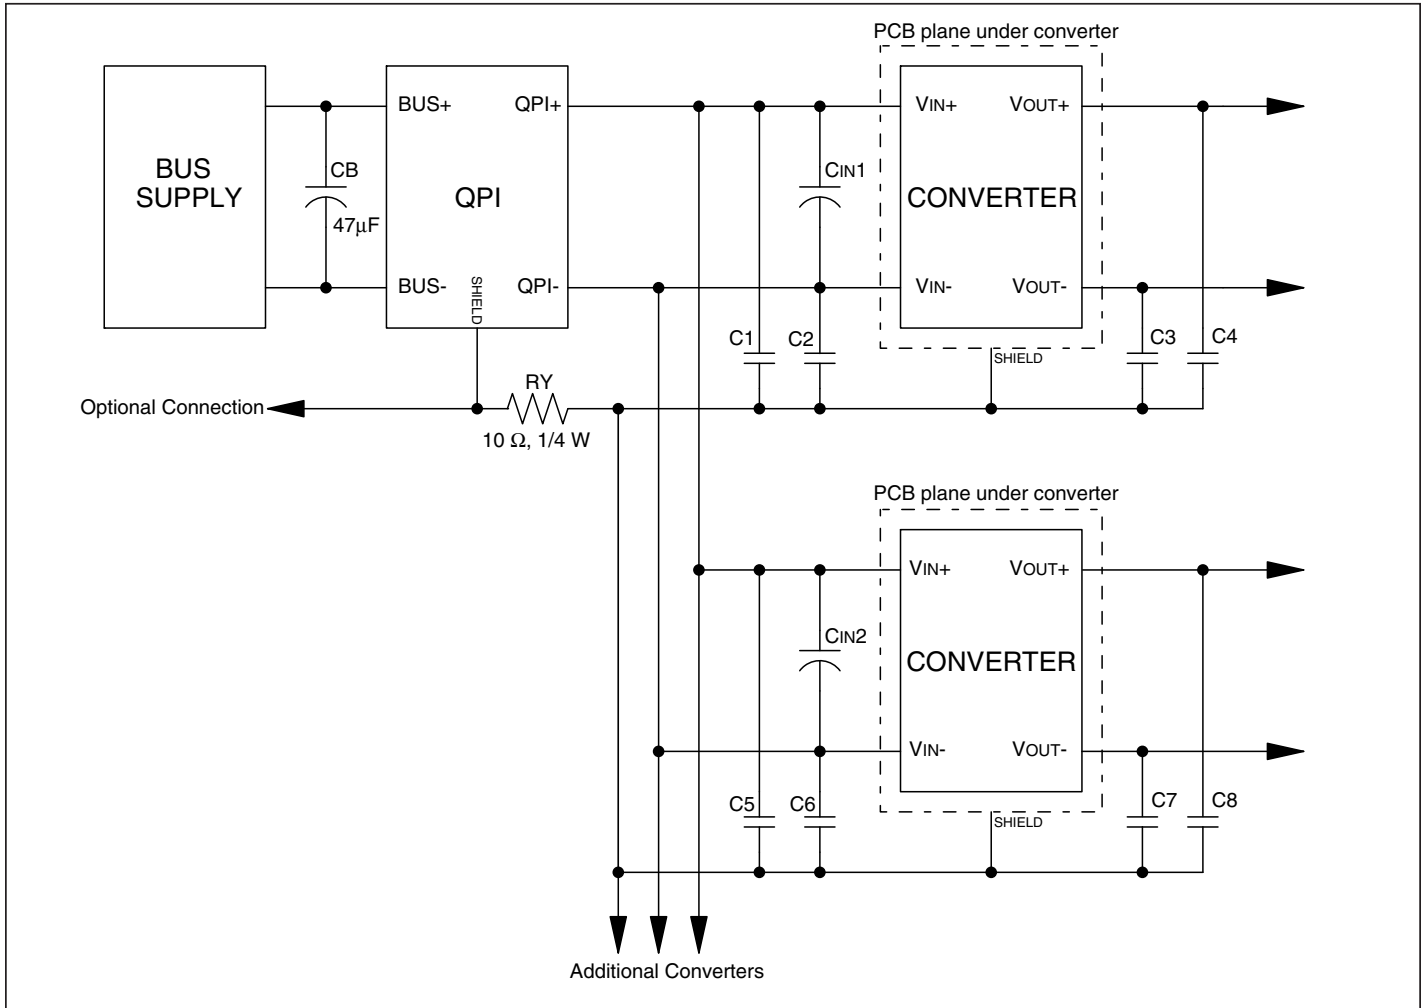 PCB plane under converter
BUS
SUPPLY
CB
47µF
BUS+
QPI+
QPI
BUS-
SHIELD
QPI-
CIN1
VIN+
VOUT+
CONVERTER
VIN-
VOUT-
C1
C2
C3
C4
SHIELD
Optional Connection
RY
10 Ω, 1/4 W
PCB plane under converter
VIN+
VOUT+
CIN2
CONVERTER
VIN-
VOUT-
C5
C6
C7
C8
SHIELD
Additional Converters